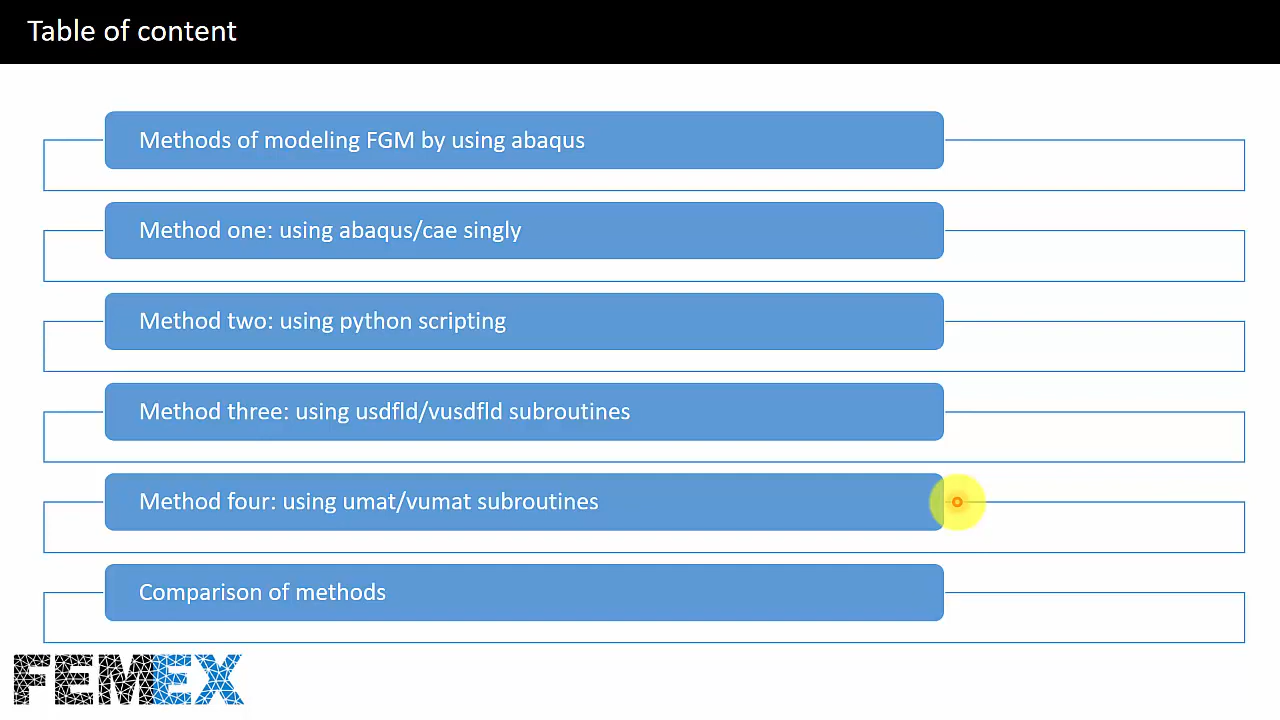 Table of content
Methods of modeling FGM by using abaqus
Method one: using abaqus/cae singly
Method two: using python scripting
Method three: using usdfld/vusdfld subroutines
Method four: using umat/vumat subroutines
Comparison of methods
FEMEX